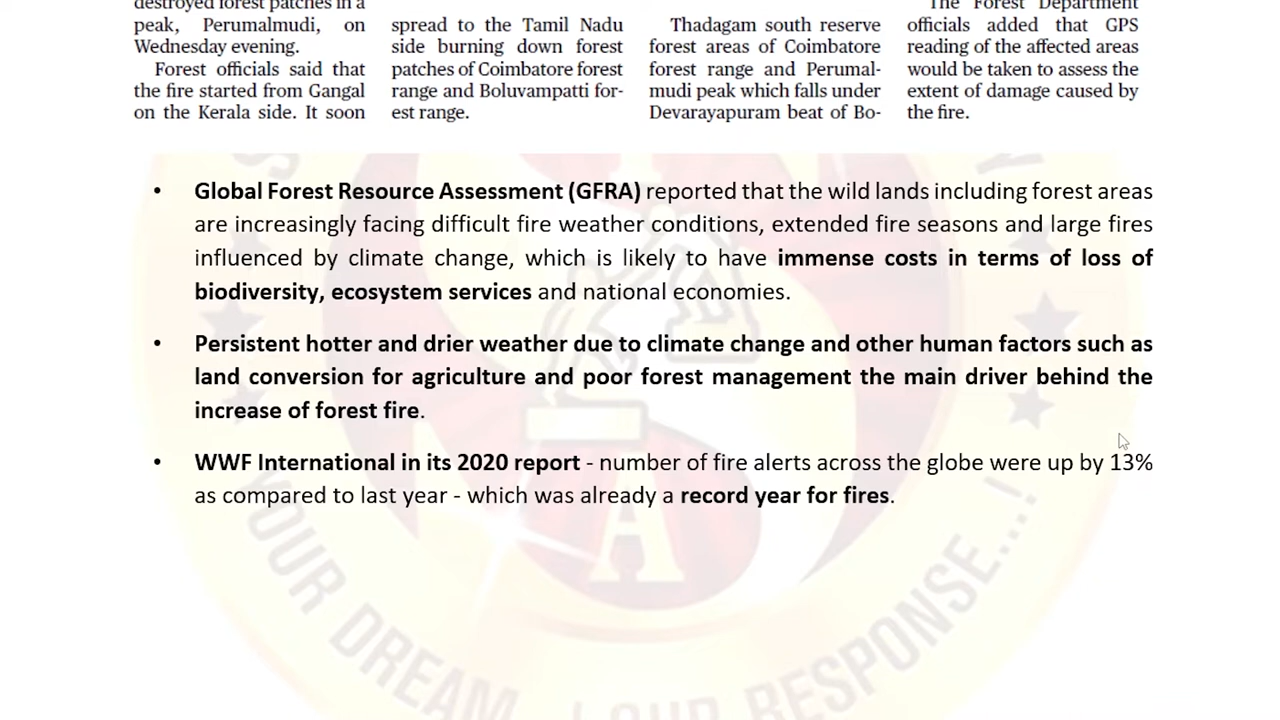 destroyed forest patches in a
peak, Perumalmudi, on
Wednesday evening.
Forest officials said that
the fire started from Gangal
on the Kerala side. It soon
spread to the Tamil Nadu
side burning down forest
patches of Coimbatore forest
range and Boluvampatti for-
est range.
Thadagam south reserve
forest areas of Coimbatore
forest range and Perumal-
mudi peak which falls under
Devarayapuram beat of Bo-
The Forest Department
officials added that GPS
reading of the affected areas
would be taken to assess the
extent of damage caused by
the fire.
• Global Forest Resource Assessment (GFRA) reported that the wild lands including forest areas
are increasingly facing difficult fire weather conditions, extended fire seasons and large fires
influenced by climate change, which is likely to have immense costs in terms of loss of
biodiversity, ecosystem services and national economies.
• Persistent hotter and drier weather due to climate change and other human factors such as
land conversion for agriculture and poor forest management the main driver behind the
increase of forest fire.
• WWF International in its 2020 report - number of fire alerts across the globe were up by 13%
as compared to last year - which was already a record year for fires.
YOUR DREAM... OUR RESPONSE...!